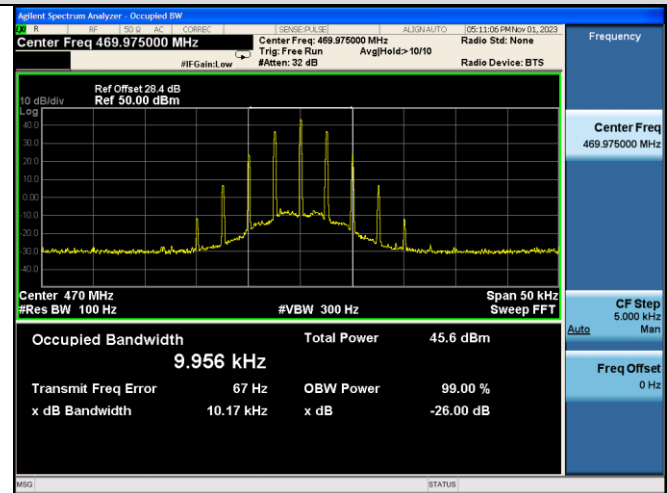 Agilent Spectrum Analyzer - Occupied BW
R RF 50 Ω AC CORREC SENSE:PULSE ALIGNAUTO 05:11:06 PM Nov 01, 2023
Center Freq 469.975000 MHz
Center Freq: 469.975000 MHz
Radio Std: None
Trig: Free Run Avg|Hold:>10/10
#IFGain:Low #Atten: 32 dB Radio Device: BTS
Ref Offset 28.4 dB
10 dB/div Ref 50.00 dBm
Log
40.0
30.0
20.0
10.0
0.00
-10.0
-20.0
-30.0
-40.0
Center 470 MHz Span 50 kHz
#Res BW 100 Hz #VBW 300 Hz Sweep FFT
Occupied Bandwidth Total Power 45.6 dBm
9.956 kHz
Transmit Freq Error 67 Hz OBW Power 99.00 %
x dB Bandwidth 10.17 kHz x dB -26.00 dB
MSG STATUS
Frequency
Center Freq
469.975000 MHz
CF Step
5.000 kHz
Auto Man
Freq Offset
0 Hz